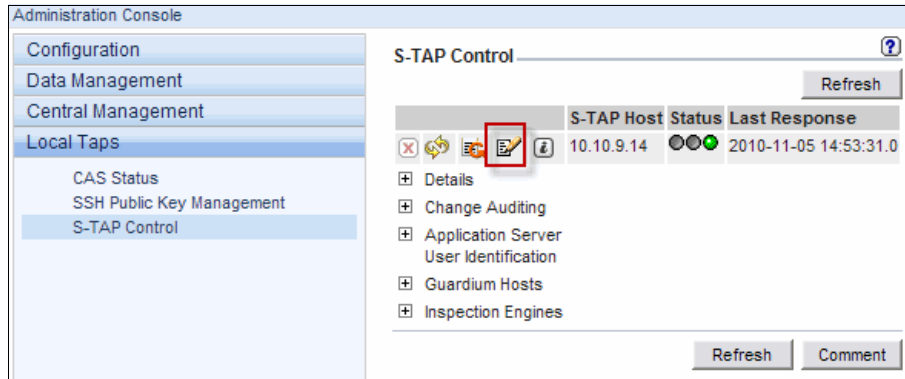 Administration Console
Configuration
Data Management
Central Management
Local Taps
CAS Status
SSH Public Key Management
S-TAP Control
S-TAP Control
?
Refresh
S-TAP Host Status Last Response
i 10.10.9.14 2010-11-05 14:53:31.0
Details
Change Auditing
Application Server
User Identification
Guardium Hosts
Inspection Engines
Refresh Comment